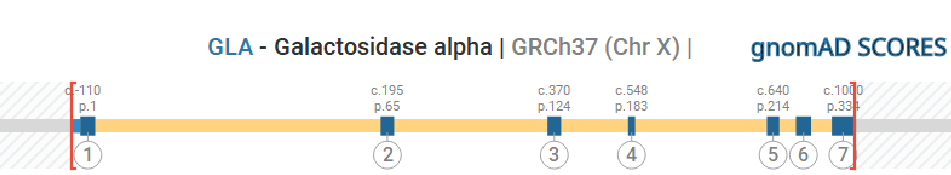 GLA - Galactosidase alpha | GRCh37 (Chr X) | gnomAD SCORES
c.-110 c.195 c.370 c.548 c.640 c.1000
p.1 p.65 p.124 p.183 p.214 p.334
1 2 3 4 5 6 7